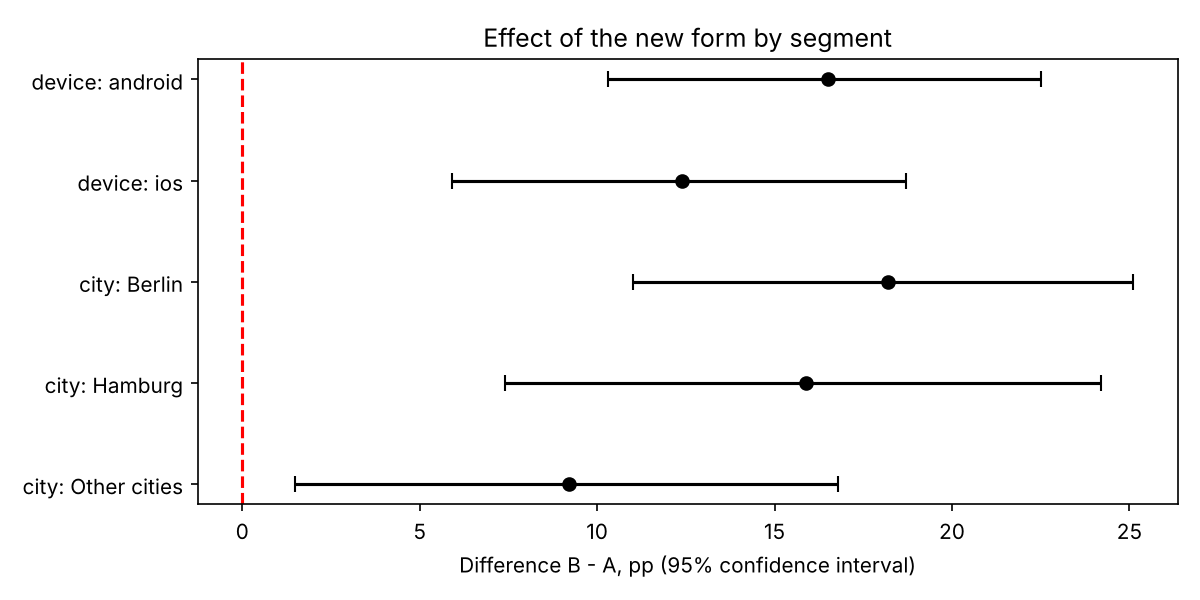 Effect of the new form by segment
device: android
device: ios
city: Berlin
city: Hamburg
city: Other cities
0 5 10 15 20 25
Difference B - A, pp (95% confidence interval)